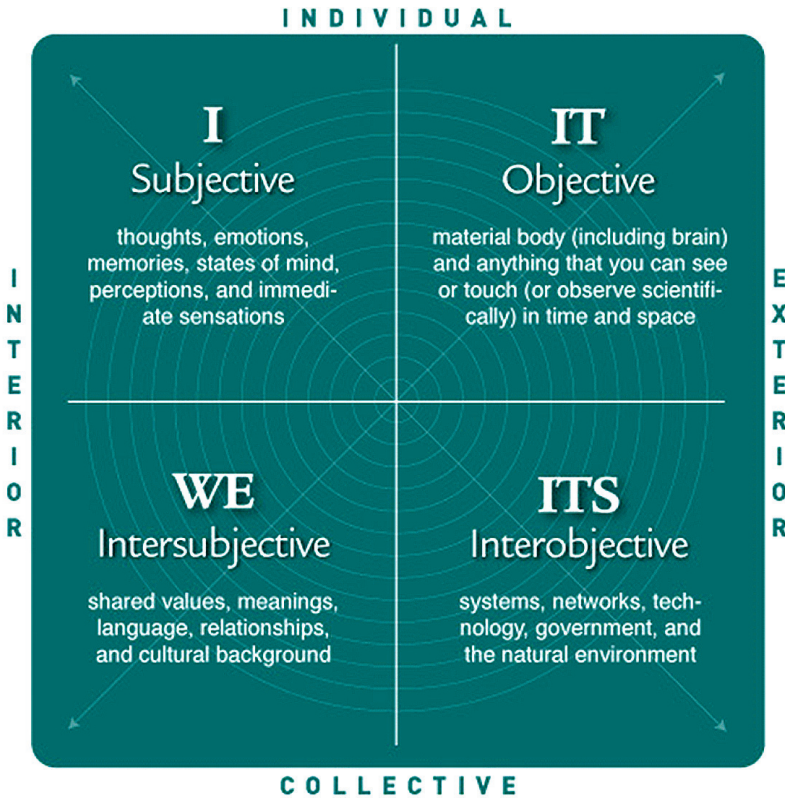 INDIVIDUAL
I
Subjective
thoughts, emotions,
memories, states of mind,
perceptions, and immedi-
ate sensations
IT
Objective
material body (including brain)
and anything that you can see
or touch (or observe scientifi-
cally) in time and space
INTERIOR
EXTERIOR
WE
Intersubjective
shared values, meanings,
language, relationships,
and cultural background
ITS
Interobjective
systems, networks, tech-
nology, government, and
the natural environment
COLLECTIVE